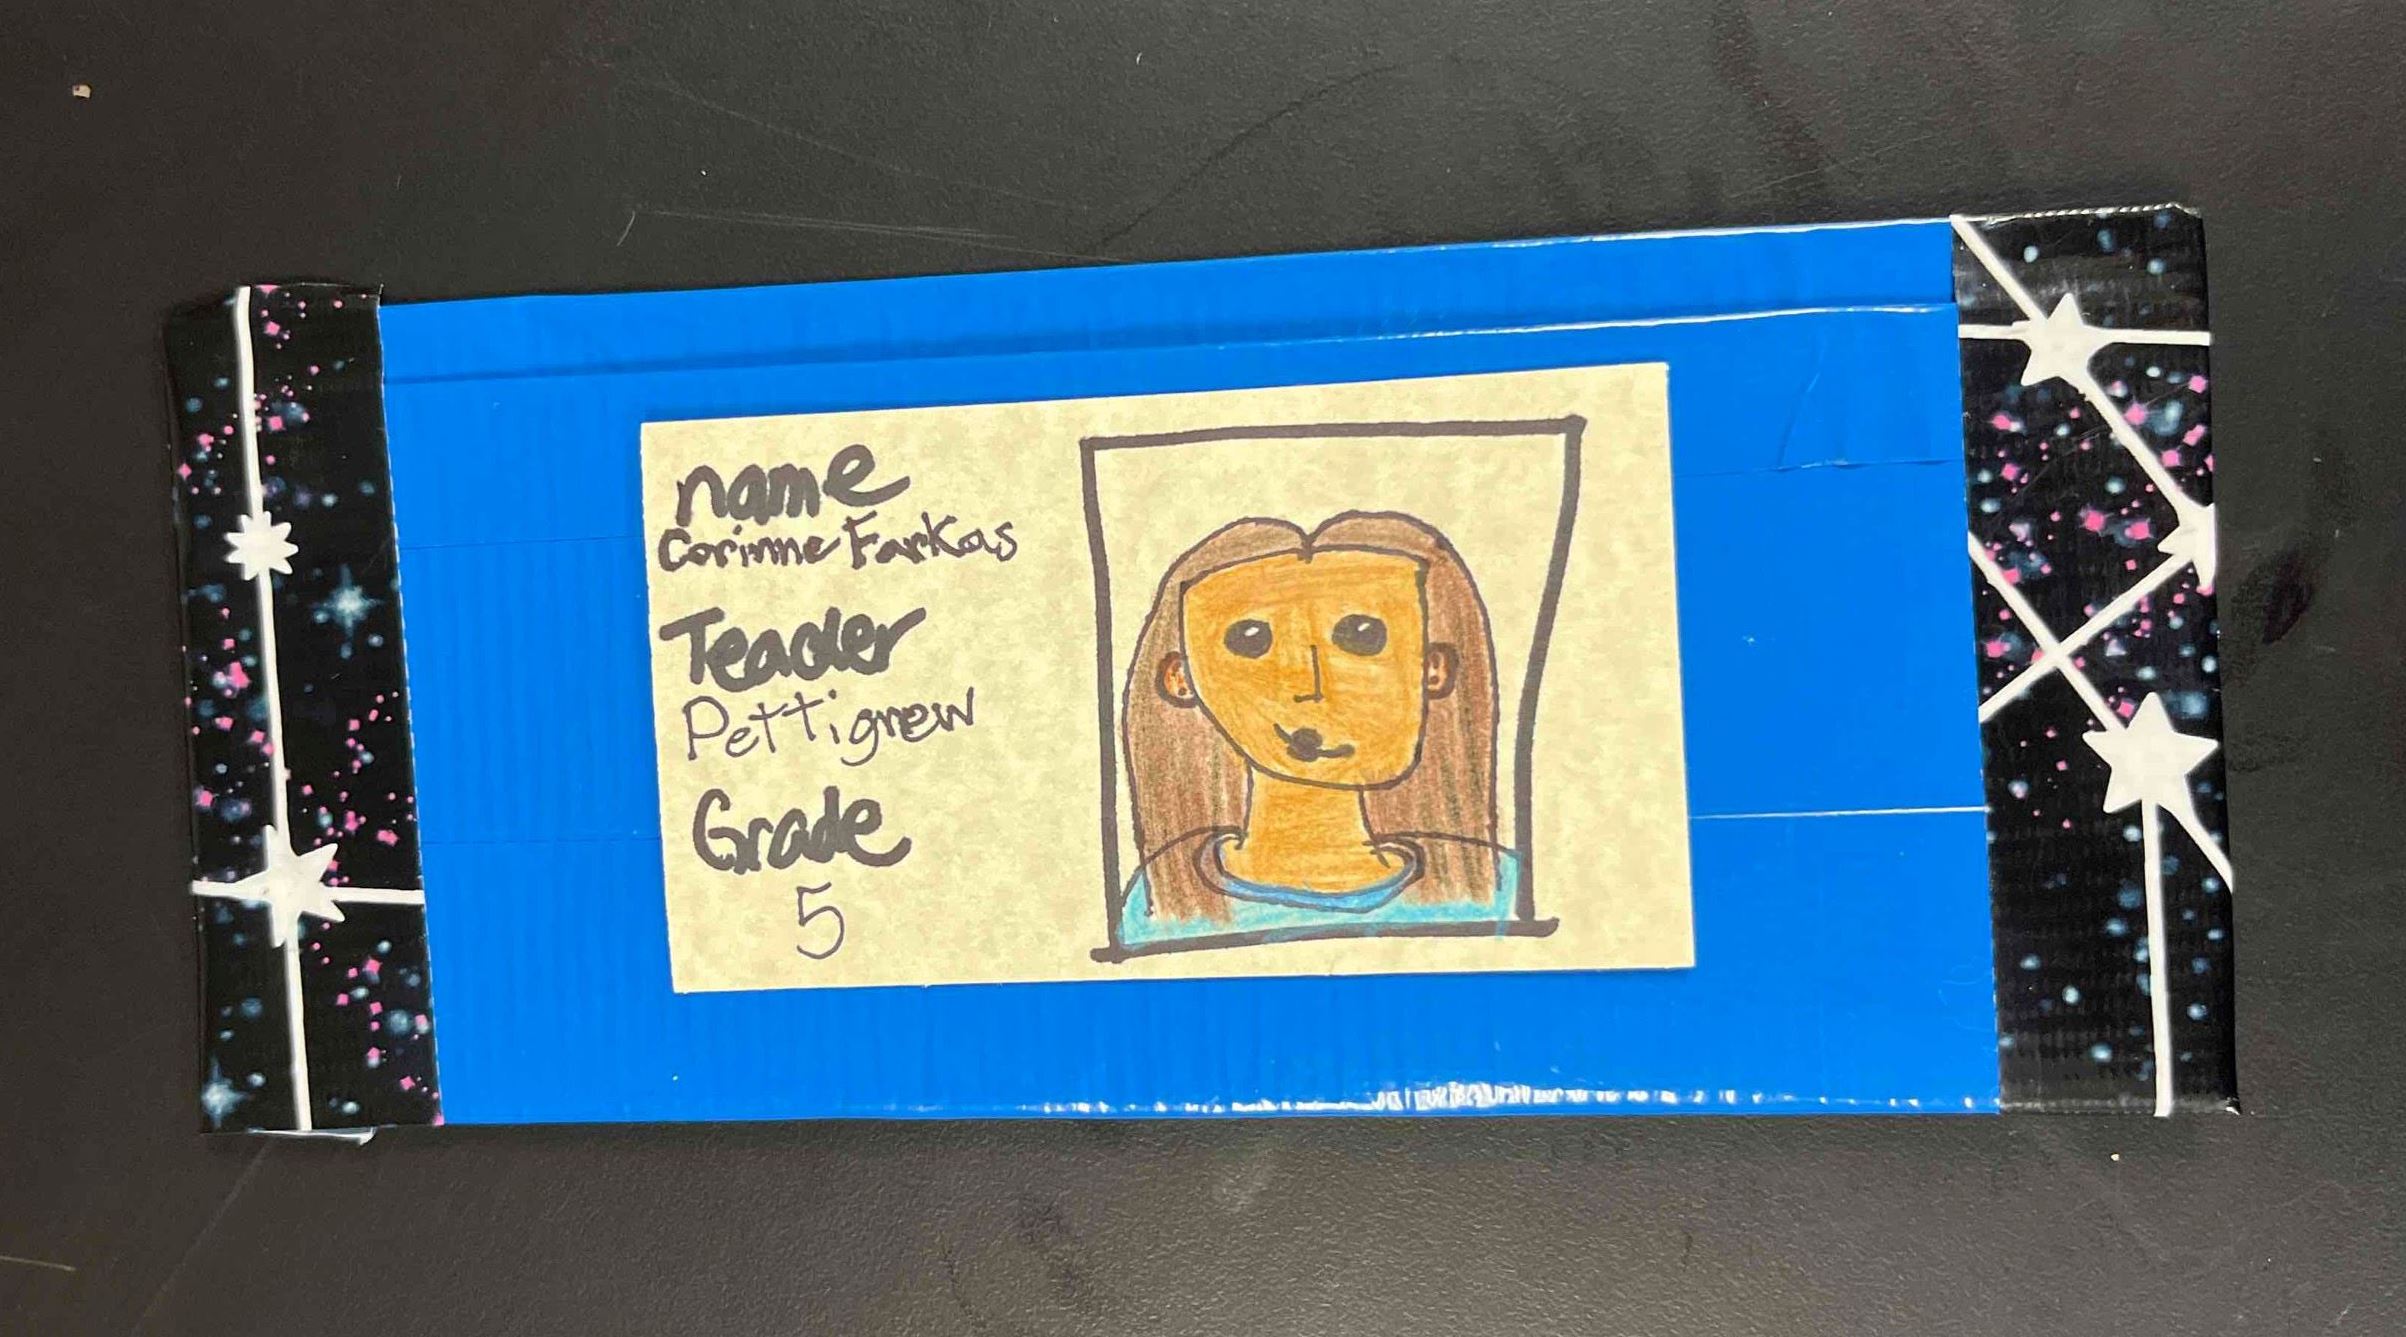 name
Corinne Farkas
Teacher
Pettigrew
Grade
5